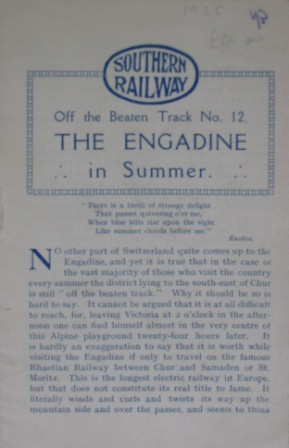 1926
SOUTHERN
RAILWAY
Off the Beaten Track No. 12.
THE ENGADINE
in Summer.
"There is a thrill of strange delight
That passes quivering o'er me,
When blue hills rise upon the sight
Like summer clouds before me."
Ruskin.
NO other part of Switzerland quite comes up to the
Engadine, and yet it is true that in the case of
the vast majority of those who visit the country
every summer the district lying to the south-east of Chur
is still "off the beaten track." Why it should be so is
hard to say. It cannot be argued that it is at all difficult
to reach, for, leaving Victoria at 2 o'clock in the after-
noon one can find himself almost in the very centre of
this Alpine playground twenty-four hours later. It
is hardly an exaggeration to say that it is worth while
visiting the Engadine if only to travel on the famous
Rhaetian Railway between Chur and Samaden or St.
Moritz. This is the longest electric railway in Europe,
but that does not constitute its real title to fame. It
literally winds and curls and twists its way up the
mountain side and over the passes, and seems to